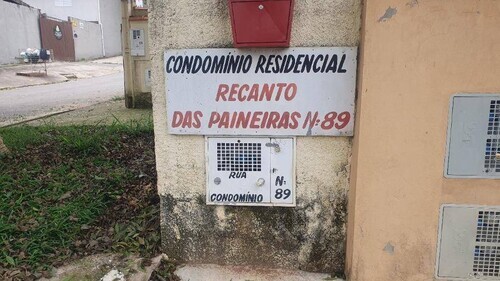 CONDOMÍNIO RESIDENCIAL
RECANTO
DAS PAINEIRAS Nº 89
RUA
CONDOMÍNIO
Nº
89